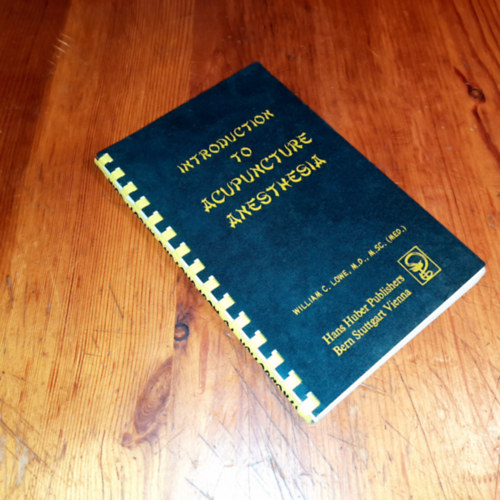 INTRODUCTION
TO
ACUPUNCTURE
ANESTHESIA
WILLIAM C. LOWE, M.D., M.SC. (MED.)
Hans Huber Publishers
Bern Stuttgart Vienna